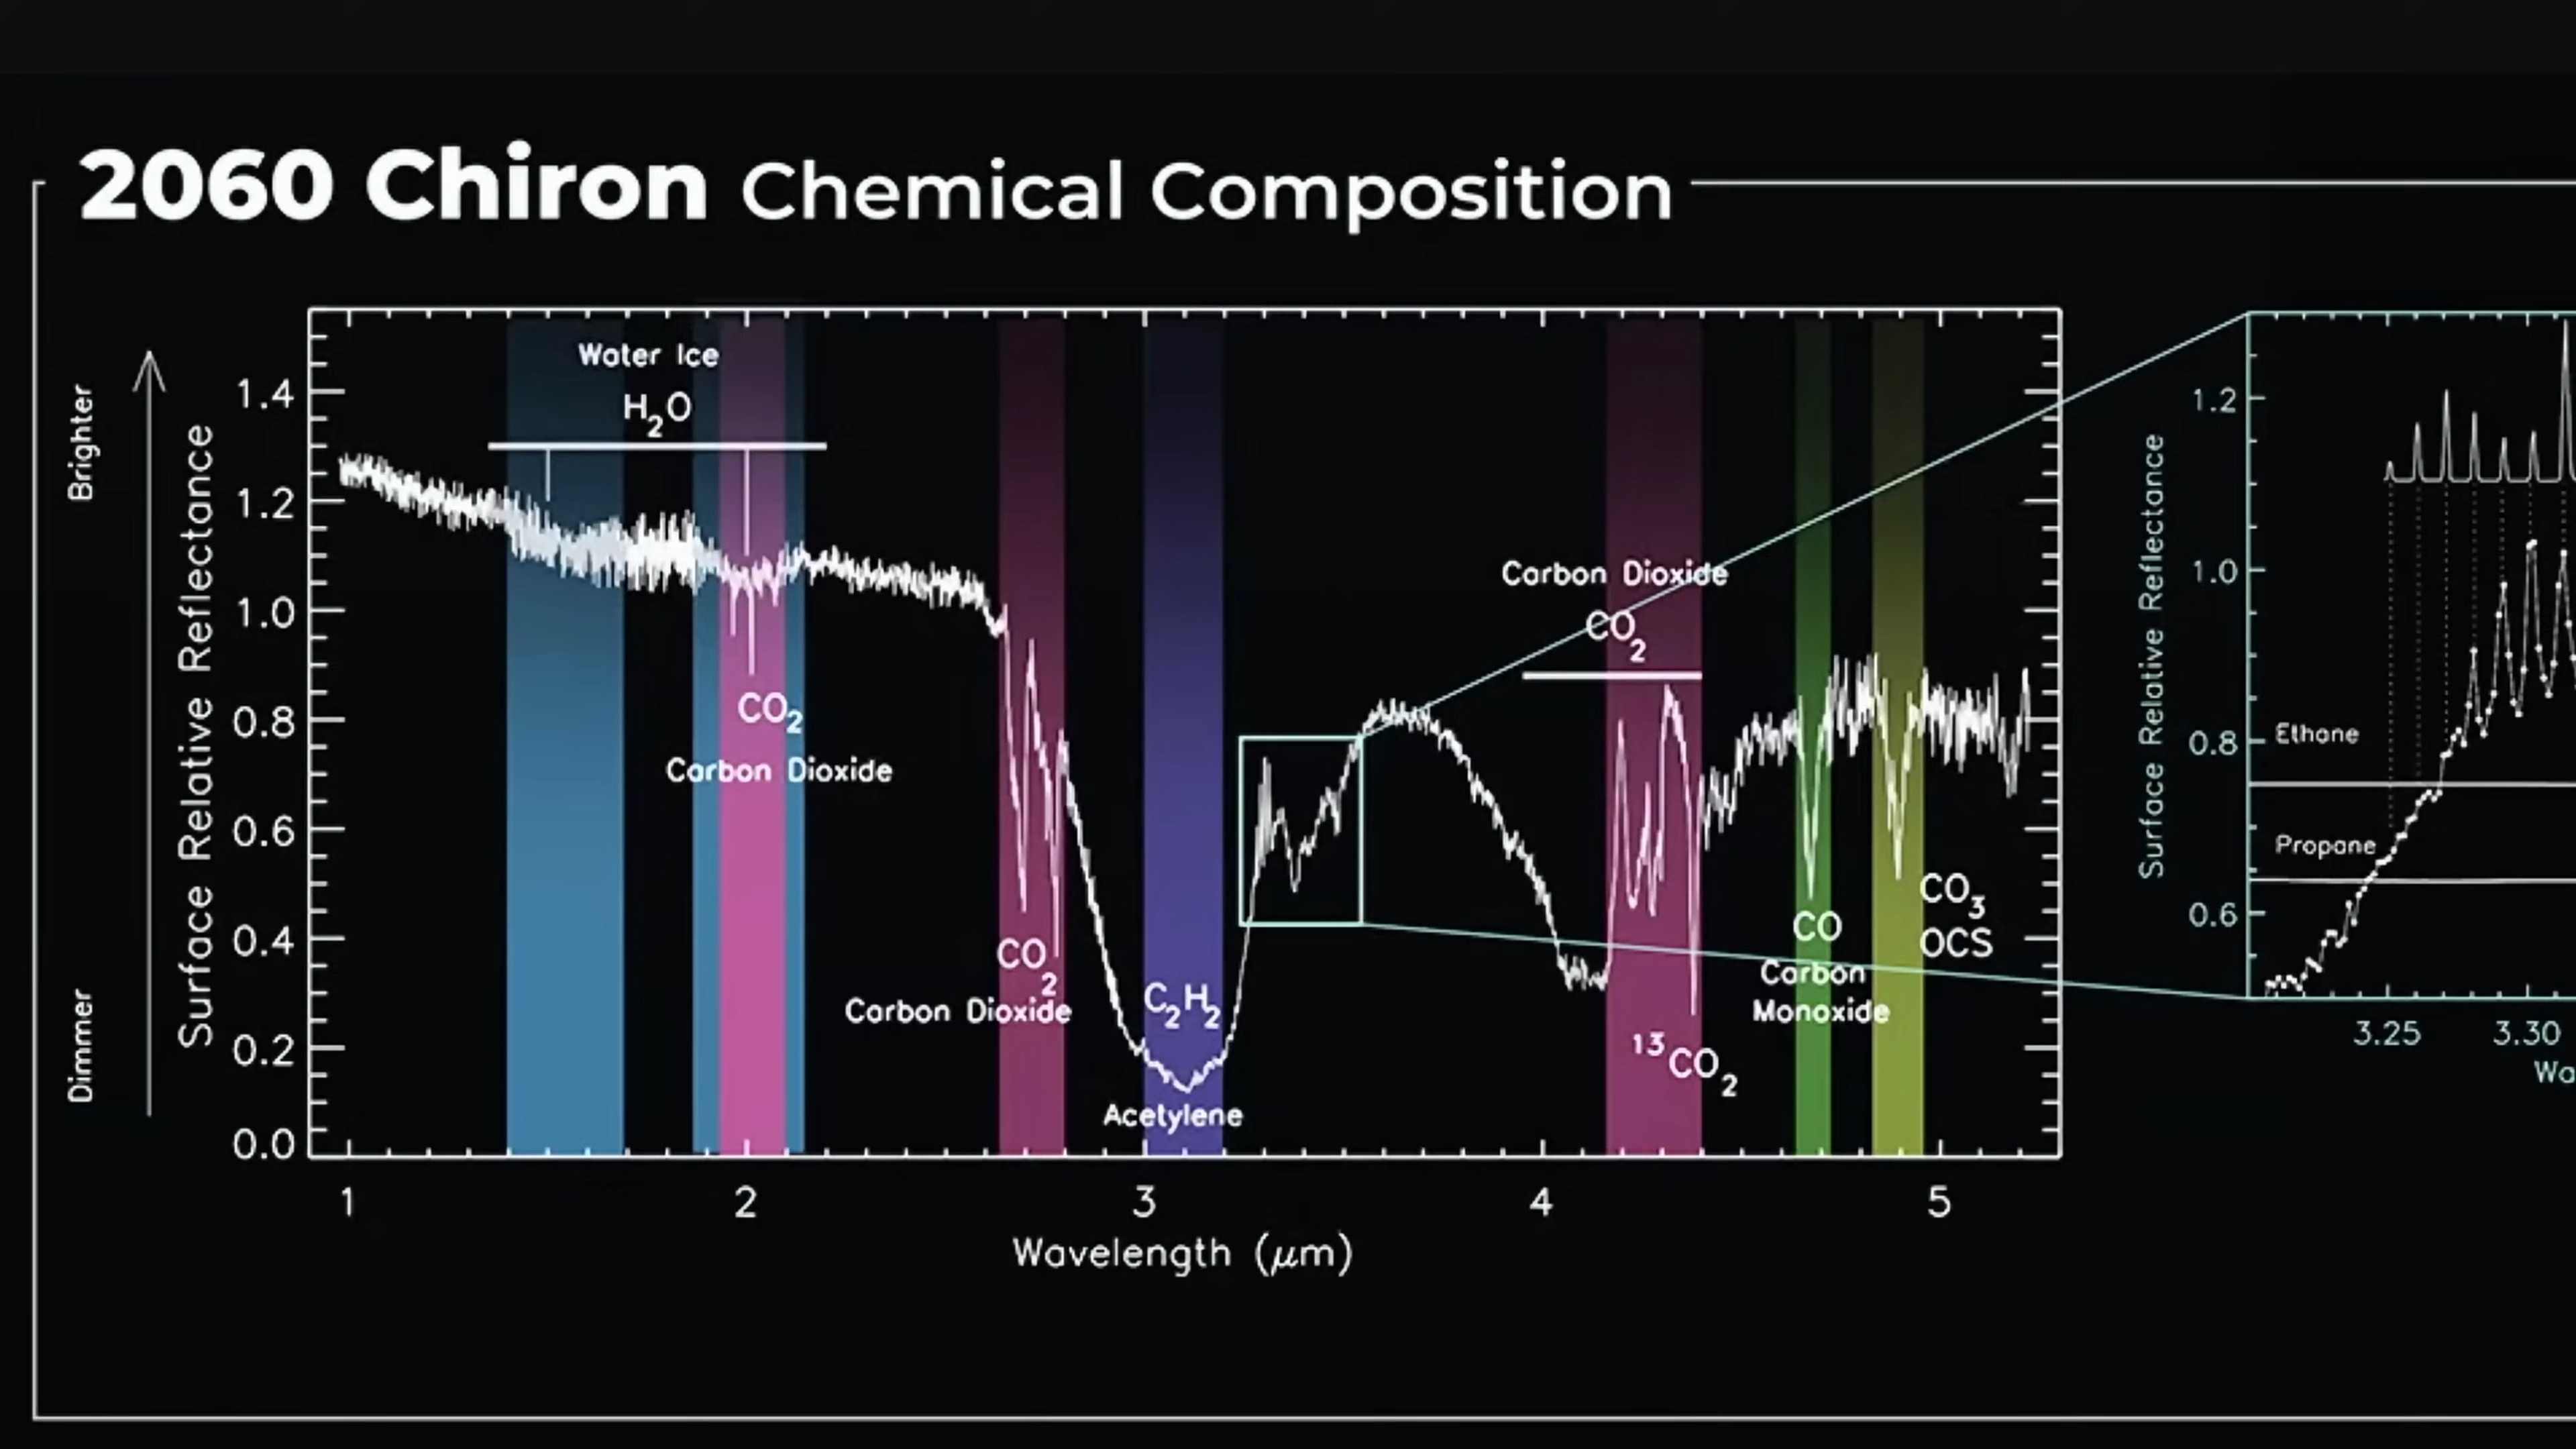 2060 Chiron Chemical Composition
Brighter
Dimmer
Surface Relative Reflectance
1.4
1.2
1.0
0.8
0.6
0.4
0.2
0.0
Water Ice
H₂O
CO₂
Carbon Dioxide
CO₂
Carbon Dioxide
C₂H₂
Acetylene
Carbon Dioxide
CO₂
¹³CO₂
CO
Carbon
Monoxide
CO₃
OCS
1 2 3 4 5
Wavelength (μm)
Surface Relative Reflectance
1.2
1.0
0.8
0.6
Ethane
Propane
3.25 3.30
Wa